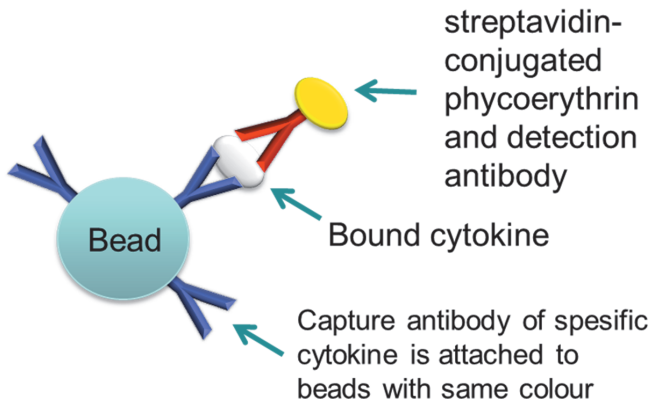 streptavidin-
conjugated
phycoerythrin
and detection
antibody
Bead
Bound cytokine
Capture antibody of spesific
cytokine is attached to
beads with same colour